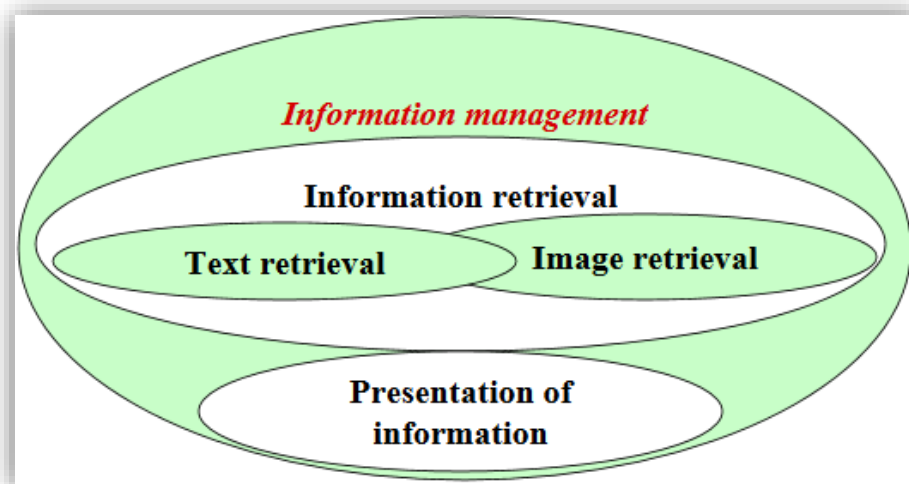 Information management
Information retrieval
Text retrieval
Image retrieval
Presentation of
information